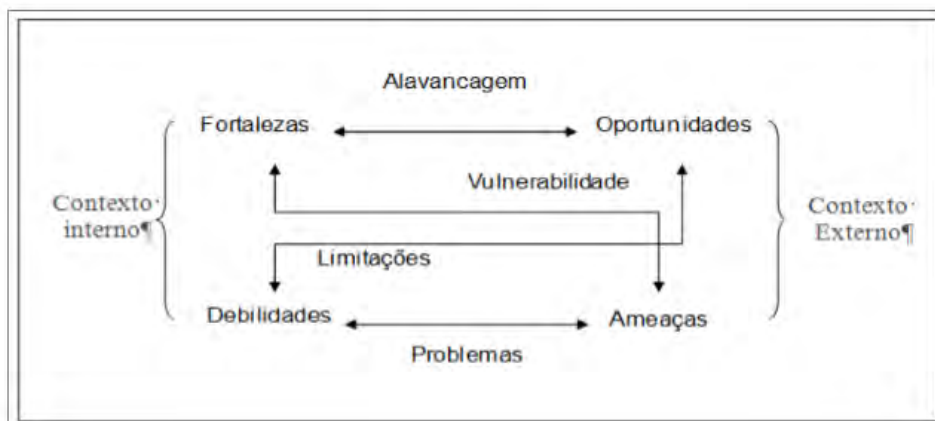 Alavancagem
Fortalezas
Oportunidades
Vulnerabilidade
Contexto·
interno¶
Contexto·
Externo¶
Limitações
Debilidades
Ameaças
Problemas